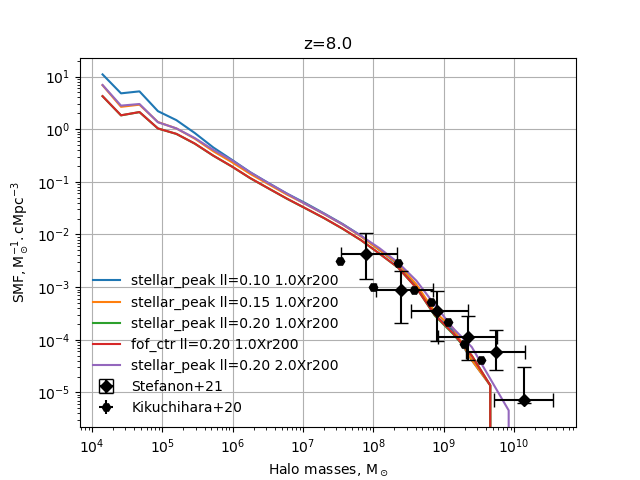 z=8.0
10¹
10⁰
10⁻¹
10⁻²
10⁻³
10⁻⁴
10⁻⁵
SMF, M⊙⁻¹.cMpc⁻³
stellar_peak ll=0.10 1.0Xr200
stellar_peak ll=0.15 1.0Xr200
stellar_peak ll=0.20 1.0Xr200
fof_ctr ll=0.20 1.0Xr200
stellar_peak ll=0.20 2.0Xr200
Stefanon+21
Kikuchihara+20
10⁴ 10⁵ 10⁶ 10⁷ 10⁸ 10⁹ 10¹⁰
Halo masses, M⊙